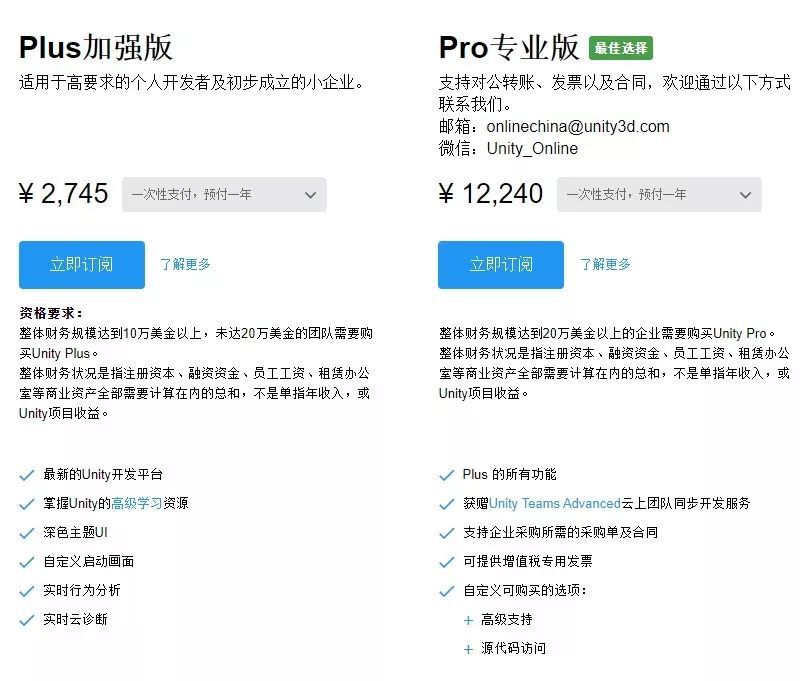 Plus加强版
适用于高要求的个人开发者及初步成立的小企业。
¥ 2,745 一次性支付，预付一年
立即订阅 了解更多
资格要求：
整体财务规模达到10万美金以上，未达20万美金的团队需要购
买Unity Plus。
整体财务状况是指注册资本、融资资金、员工工资、租赁办公
室等商业资产全部需要计算在内的总和，不是单指年收入，或
Unity项目收益。
最新的Unity开发平台
掌握Unity的高级学习资源
深色主题UI
自定义启动画面
实时行为分析
实时云诊断
Pro专业版 最佳选择
支持对公转账、发票以及合同，欢迎通过以下方式
联系我们。
邮箱：onlinechina@unity3d.com
微信：Unity_Online
¥ 12,240 一次性支付，预付一年
立即订阅 了解更多
整体财务规模达到20万美金以上的企业需要购买Unity Pro。
整体财务状况是指注册资本、融资资金、员工工资、租赁办公
室等商业资产全部需要计算在内的总和，不是单指年收入，或
Unity项目收益。
Plus 的所有功能
获赠Unity Teams Advanced云上团队同步开发服务
支持企业采购所需的采购单及合同
可提供增值税专用发票
自定义可购买的选项：
+ 高级支持
+ 源代码访问